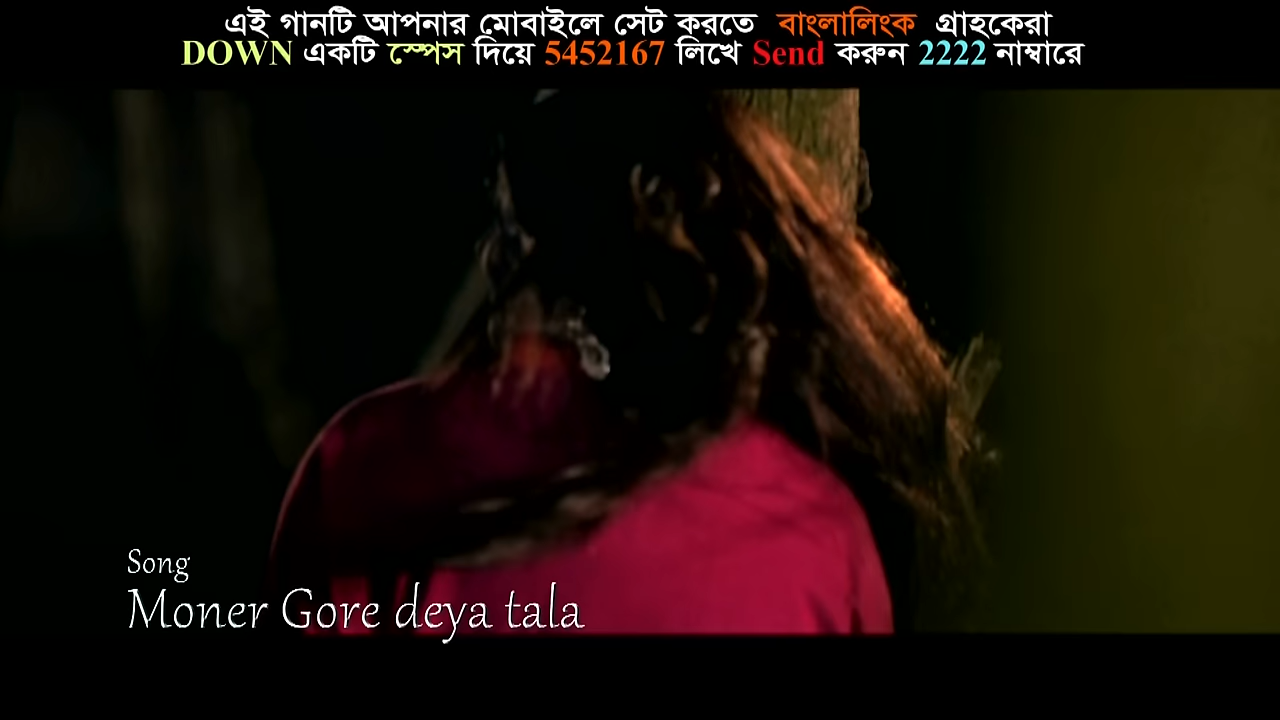 এই গানটি আপনার মোবাইলে সেট করতে বাংলালিংক গ্রাহকেরা
DOWN একটি স্পেস দিয়ে 5452167 লিখে Send করুন 2222 নাম্বারে
Song
Moner Gore deya tala